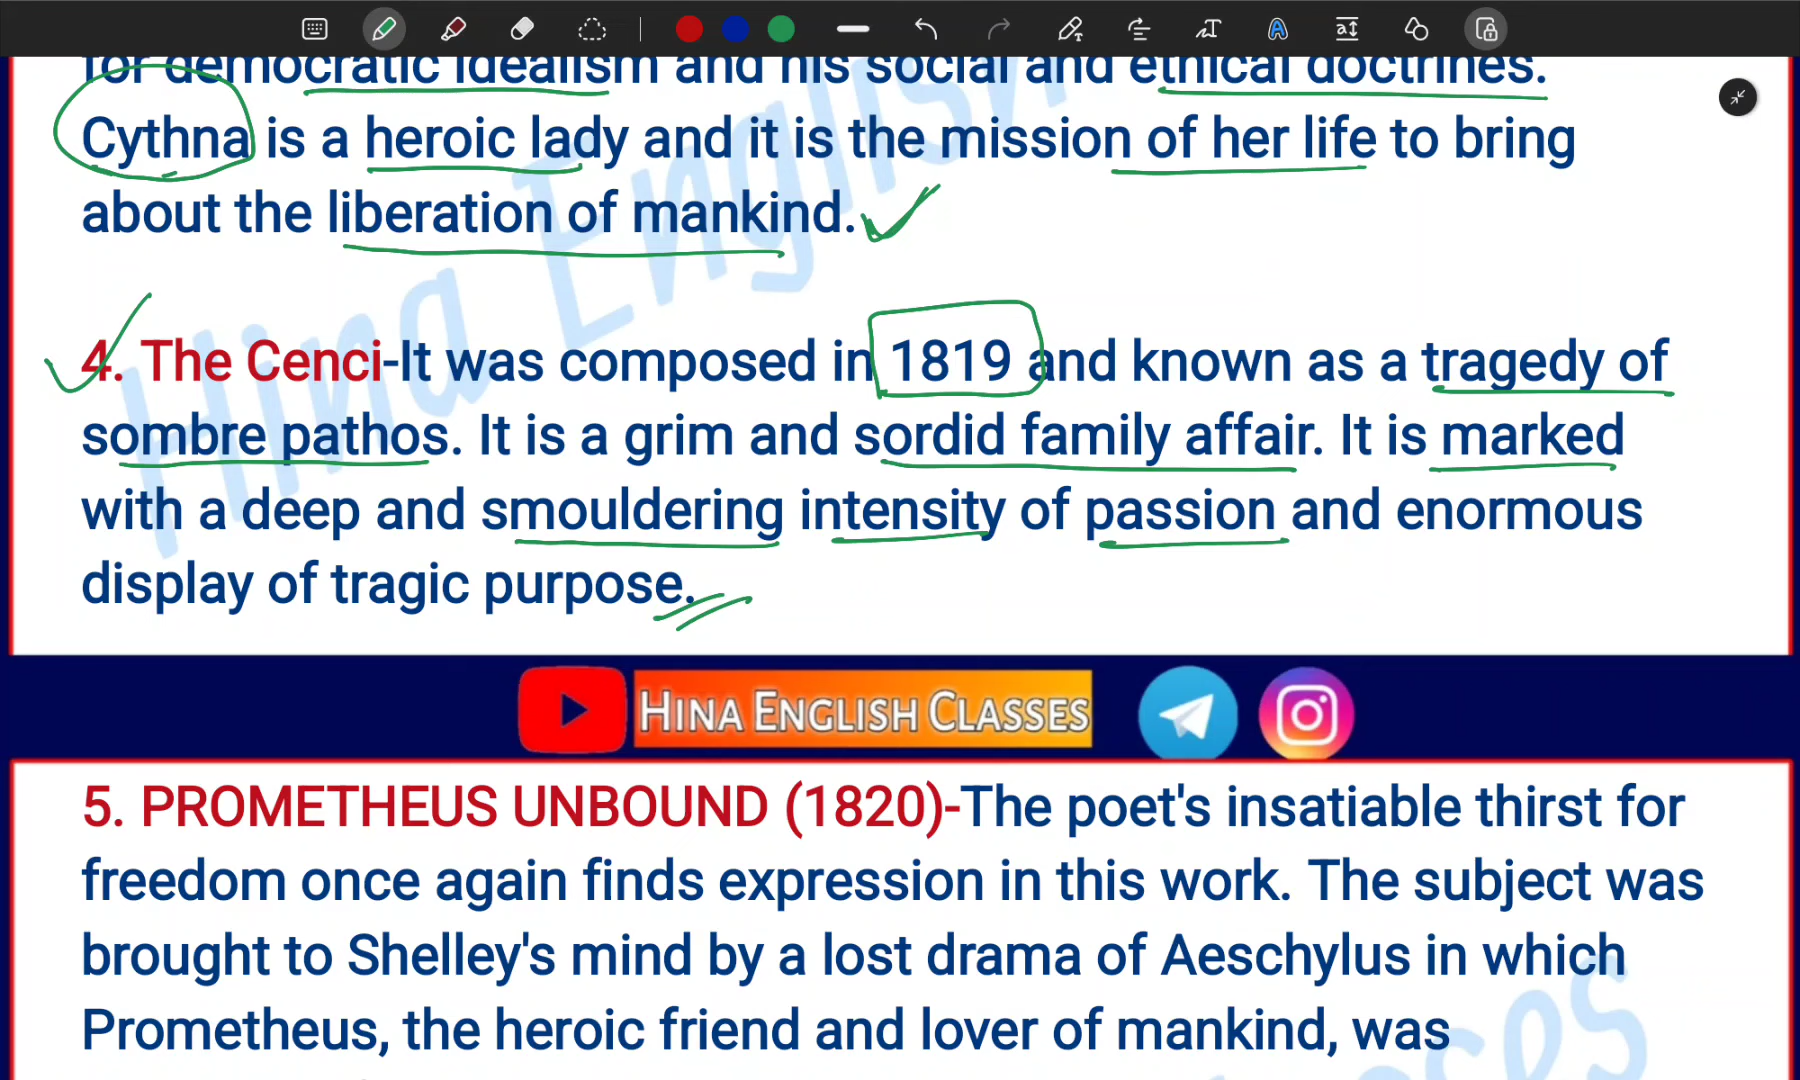 for democratic idealism and his social and ethical doctrines.
Cythna is a heroic lady and it is the mission of her life to bring
about the liberation of mankind.
4. The Cenci-It was composed in 1819 and known as a tragedy of
sombre pathos. It is a grim and sordid family affair. It is marked
with a deep and smouldering intensity of passion and enormous
display of tragic purpose.
Hina English
HINA ENGLISH CLASSES
5. PROMETHEUS UNBOUND (1820)-The poet's insatiable thirst for
freedom once again finds expression in this work. The subject was
brought to Shelley's mind by a lost drama of Aeschylus in which
Prometheus, the heroic friend and lover of mankind, was